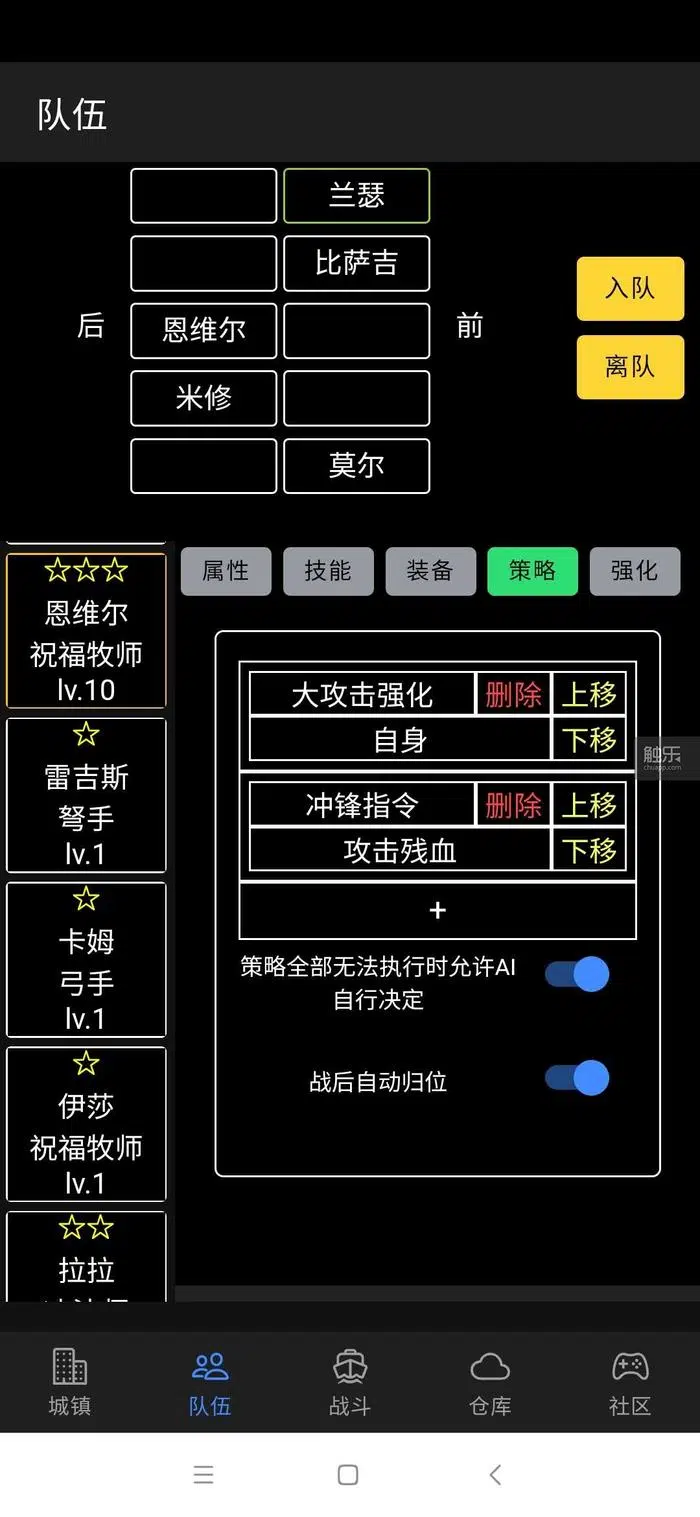 队伍
兰瑟
比萨吉
入队
后
恩维尔
前
离队
米修
莫尔
属性
技能
装备
策略
强化
☆☆☆
恩维尔
祝福牧师
lv.10
☆
雷吉斯
弩手
lv.1
☆
卡姆
弓手
lv.1
☆
伊莎
祝福牧师
lv.1
☆☆
拉拉
大攻击强化 删除 上移
自身 下移
冲锋指令 删除 上移
攻击残血 下移
+
策略全部无法执行时允许AI
自行决定
战后自动归位
触乐
chuapp.com
城镇
队伍
战斗
仓库
社区